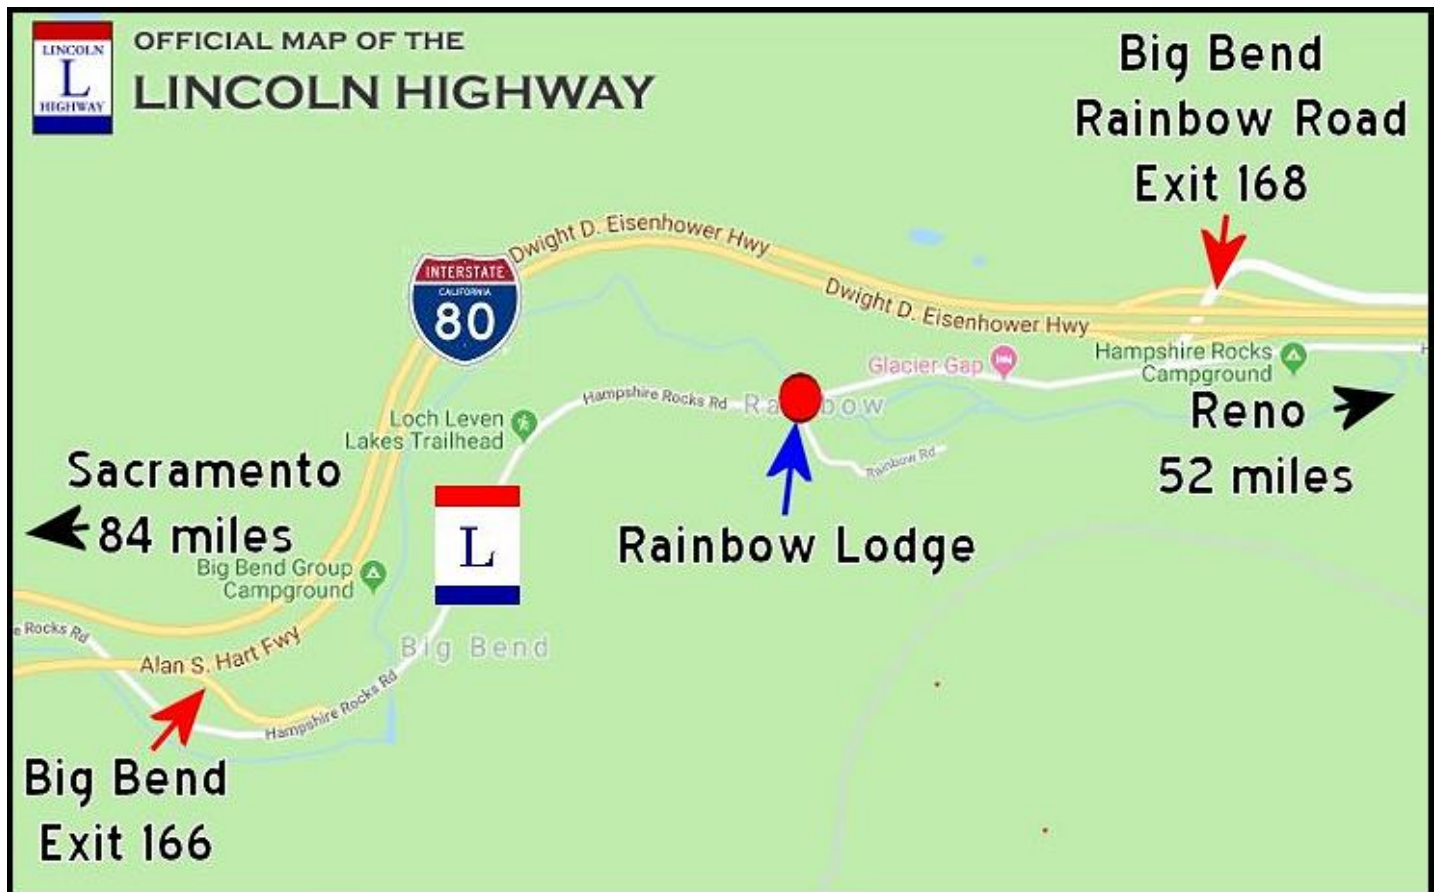 LINCOLN
L
HIGHWAY
OFFICIAL MAP OF THE
LINCOLN HIGHWAY
Big Bend
Rainbow Road
Exit 168
Dwight D. Eisenhower Hwy
INTERSTATE
CALIFORNIA
80
Dwight D. Eisenhower Hwy
Glacier Gap
Hampshire Rocks
Campground
Reno
52 miles
Hampshire Rocks Rd
Loch Leven
Lakes Trailhead
Rainbow Rd
Sacramento
84 miles
Rainbow Lodge
L
Big Bend Group
Campground
e Rocks Rd
Big Bend
Alan S. Hart Fwy
Hampshire Rocks Rd
Big Bend
Exit 166